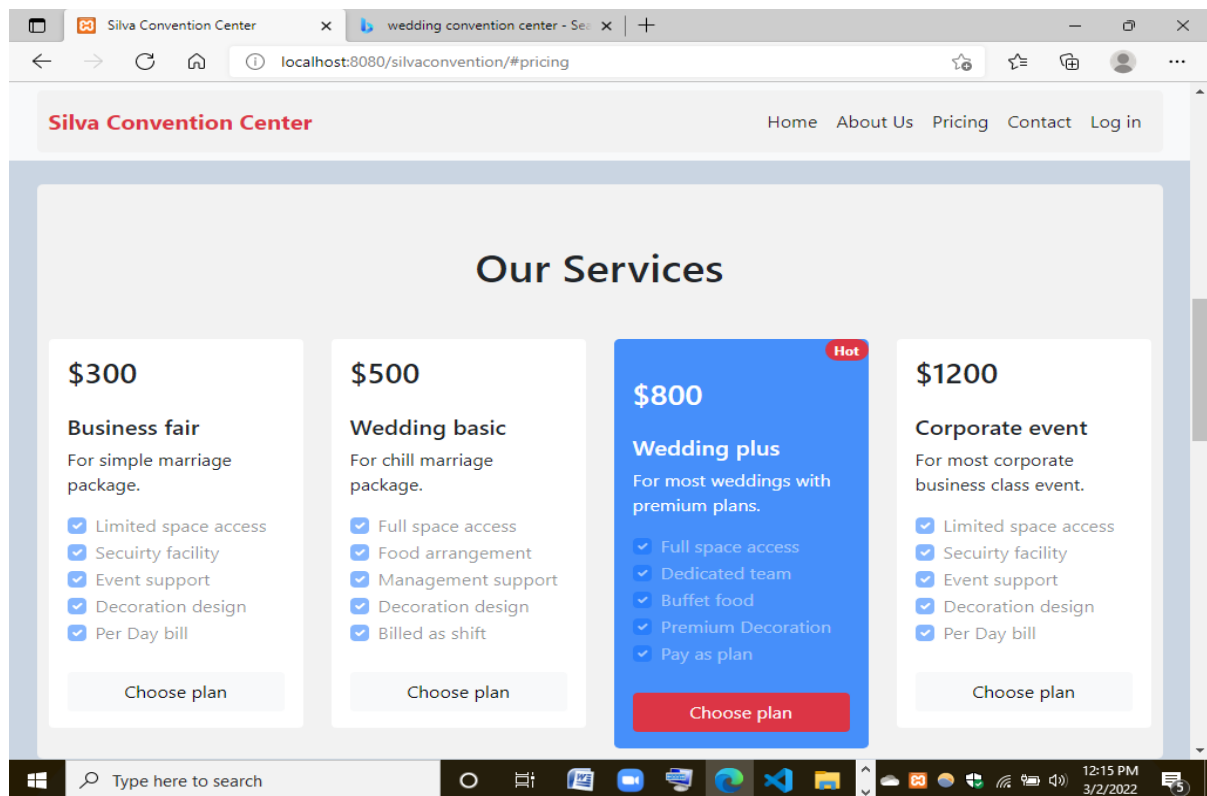 Silva Convention Center
wedding convention center - Sea
localhost:8080/silvaconvention/#pricing
Silva Convention Center
Home About Us Pricing Contact Log in
Our Services
$300
Business fair
For simple marriage
package.
Limited space access
Secuirty facility
Event support
Decoration design
Per Day bill
Choose plan
$500
Wedding basic
For chill marriage
package.
Full space access
Food arrangement
Management support
Decoration design
Billed as shift
Choose plan
Hot
$800
Wedding plus
For most weddings with
premium plans.
Full space access
Dedicated team
Buffet food
Premium Decoration
Pay as plan
Choose plan
$1200
Corporate event
For most corporate
business class event.
Limited space access
Secuirty facility
Event support
Decoration design
Per Day bill
Choose plan
Type here to search
12:15 PM
3/2/2022
5